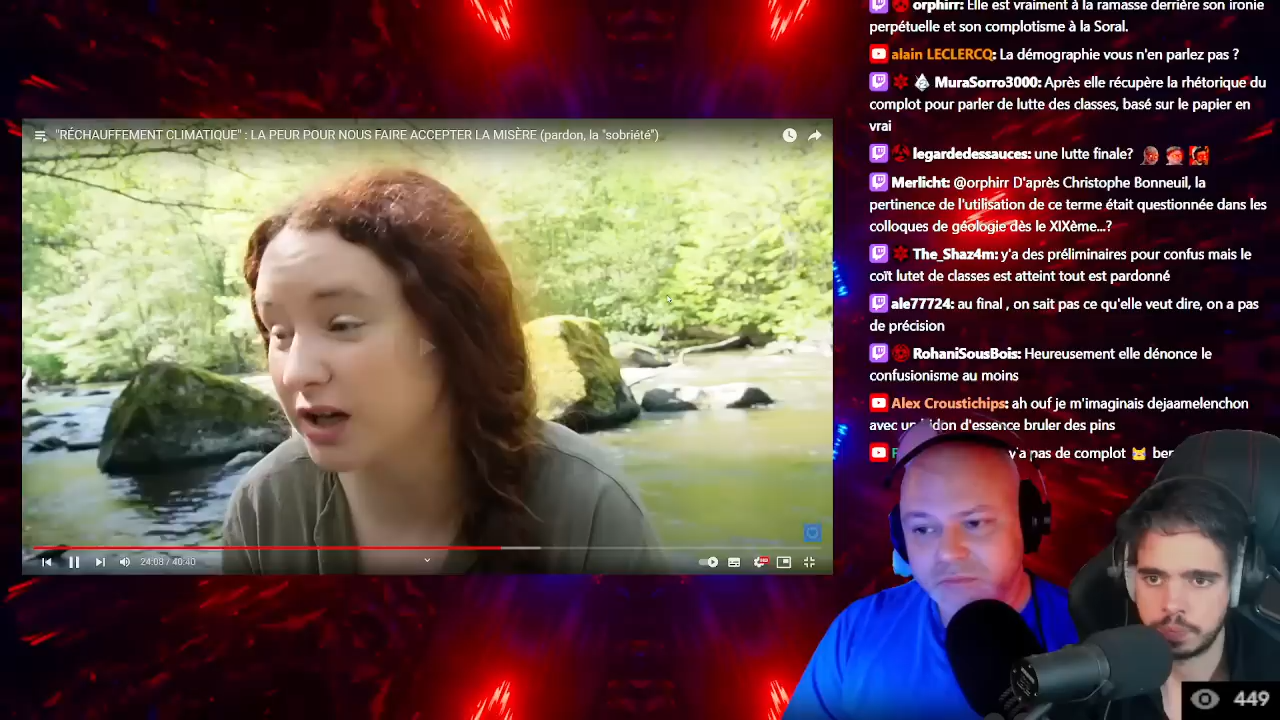 "RÉCHAUFFEMENT CLIMATIQUE" : LA PEUR POUR NOUS FAIRE ACCEPTER LA MISÈRE (pardon, la "sobriété")
24:08 / 40:40
orphirr: Elle est vraiment à la ramasse derrière son ironie
perpétuelle et son complotisme à la Soral.
alain LECLERCQ: La démographie vous n'en parlez pas ?
MuraSorro3000: Après elle récupère la rhétorique du
complot pour parler de lutte des classes, basé sur le papier en
vrai
legardedessauces: une lutte finale?
Merlicht: @orphirr D'après Christophe Bonneuil, la
pertinence de l'utilisation de ce terme était questionnée dans les
colloques de géologie dès le XIXème...?
The_Shaz4m: y'a des préliminaires pour confus mais le
coït lutet de classes est atteint tout est pardonné
ale77724: au final , on sait pas ce qu'elle veut dire, on a pas
de précision
RohaniSousBois: Heureusement elle dénonce le
confusionisme au moins
Alex Croustichips: ah ouf je m'imaginais dejaamelenchon
avec un bidon d'essence bruler des pins
y'a pas de complot
449